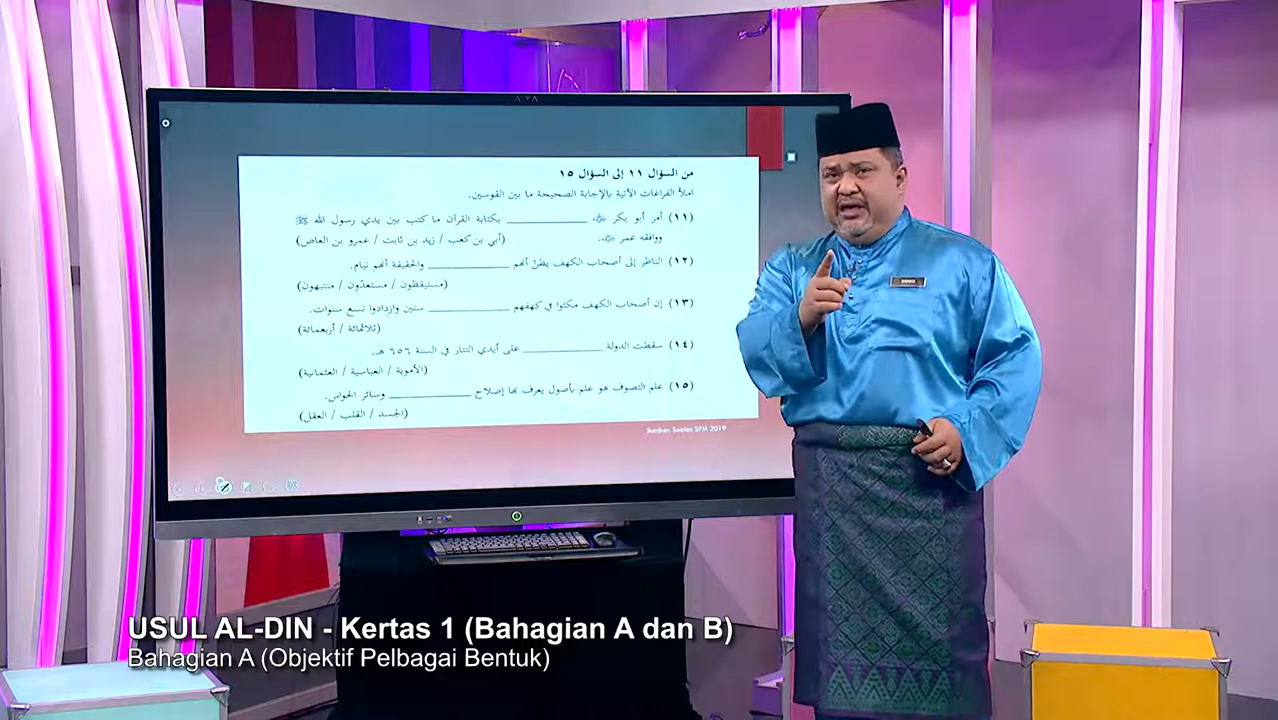 من السؤال ١١ إلى السؤال ١٥
املأ الفراغات الآتية بالإجابة الصحيحة ما بين القوسين.
(١١) أمر أبو بكر ﷺ ________ بكتابة القرآن ما كتب بين يدي رسول الله ﷺ
ووافقه عمر
(أبي بن كعب / زيد بن ثابت / عمرو بن العاص)
(١٢) الناظر إلى أصحاب الكهف يظنّ أنهم ________ والحقيقة أنهم نيام.
(مستيقظون / مستعدّون / منتبهون)
(١٣) إن أصحاب الكهف مكثوا في كهفهم ________ سنين وازدادوا تسع سنوات.
(ثلاثمائة / أربعمائة)
(١٤) سقطت الدولة ________ على أيدي التتار في السنة ٦٥٦ هـ.
(الأموية / العباسية / العثمانية)
(١٥) علم التصوف هو علم بأصول يعرف بها إصلاح ________ وسائر الحواس.
(الجسد / القلب / العقل)
Sumber: Soalan SPM 2019
USUL AL-DIN - Kertas 1 (Bahagian A dan B)
Bahagian A (Objektif Pelbagai Bentuk)